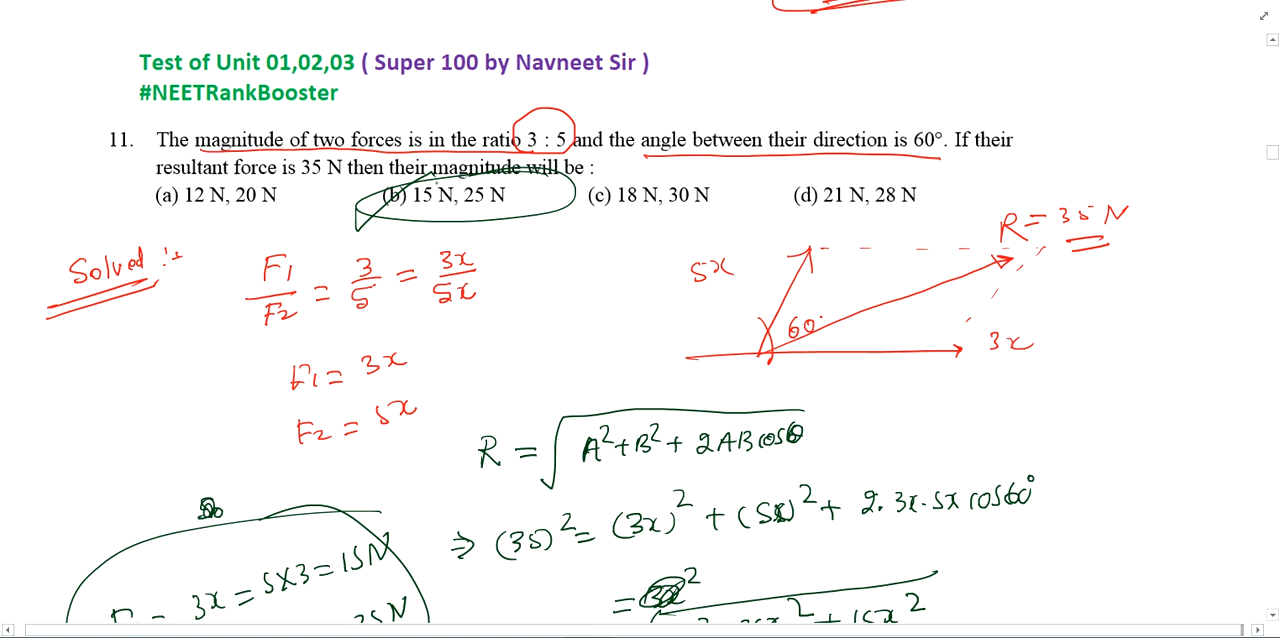 Test of Unit 01,02,03 ( Super 100 by Navneet Sir )
#NEETRankBooster
11. The magnitude of two forces is in the ratio 3 : 5 and the angle between their direction is 60°. If their
resultant force is 35 N then their magnitude will be :
(a) 12 N, 20 N (b) 15 N, 25 N (c) 18 N, 30 N (d) 21 N, 28 N
R = 35 N
Solved :
F1/F2 = 3/5 = 3x/5x
5x
60°
3x
F1 = 3x
F2 = 5x
R = √A²+B²+2AB cosθ
⇒ (35)² = (3x)² + (5x)² + 2.3x.5x cos60°
3x = 5x3 = 15N
25N
=
x² + 15x²